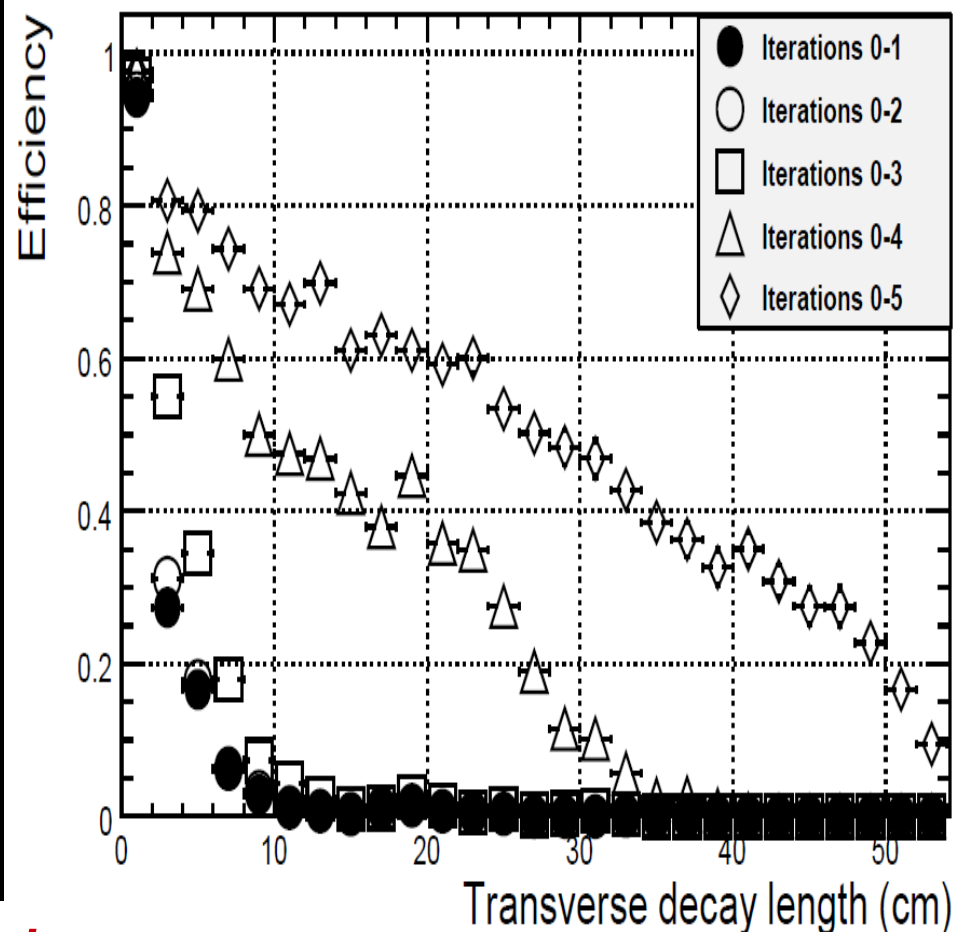 Efficiency
Iterations 0-1
Iterations 0-2
Iterations 0-3
Iterations 0-4
Iterations 0-5
1
0.8
0.6
0.4
0.2
0
0 10 20 30 40 50
Transverse decay length (cm)